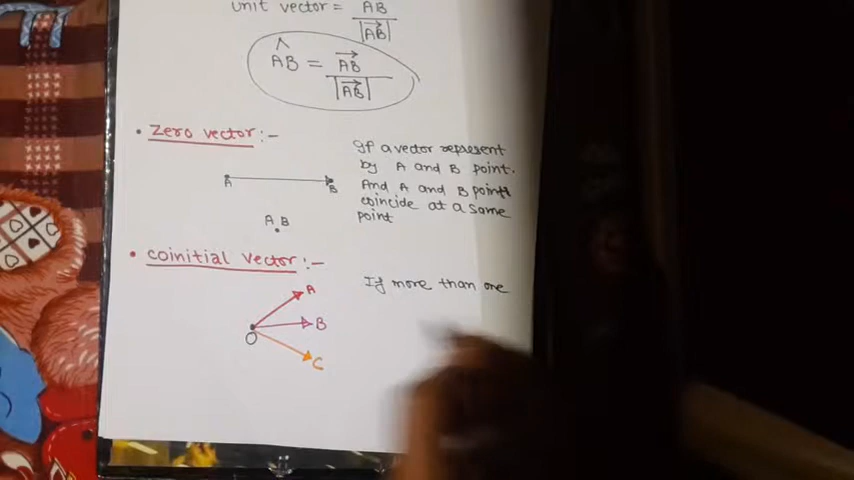 unit vector = AB
|AB|
AB = AB
|AB|
• Zero vector :-
If a vector represent
by A and B point.
And A and B point
coincide at a same
point
A B
A B
• coinitial vector :-
If more than one
A
B
O
C